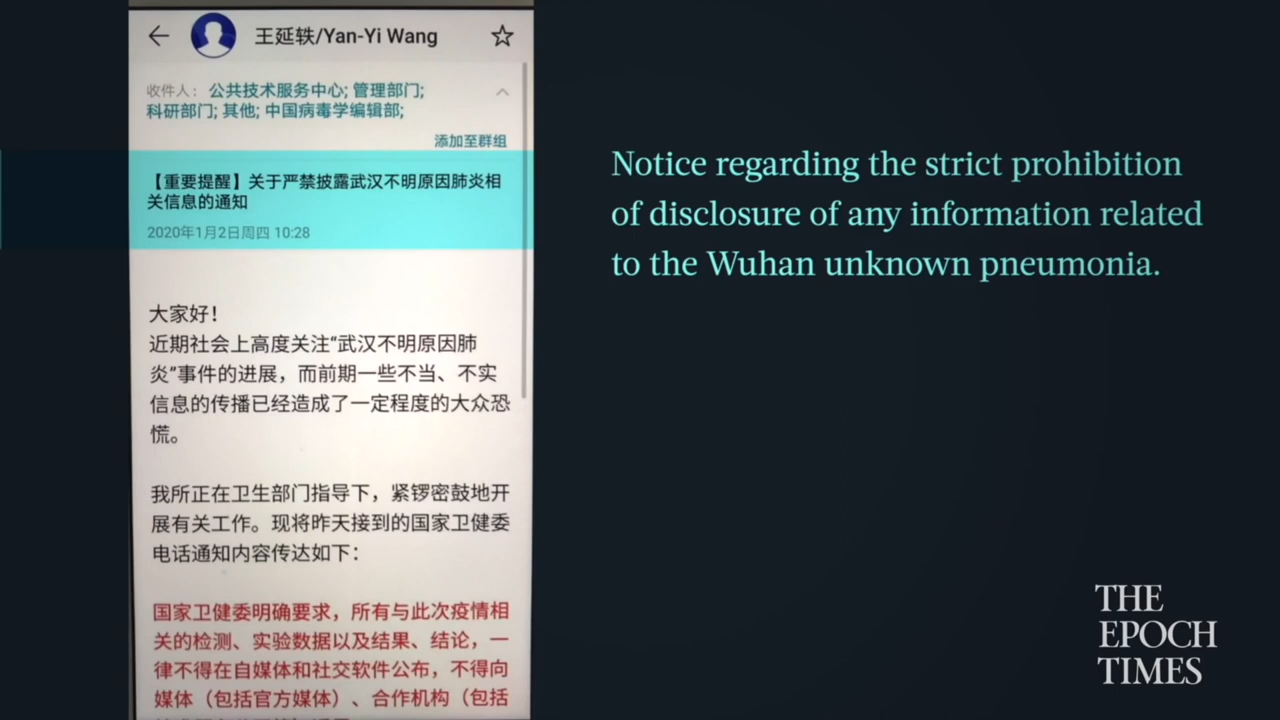 王延轶/Yan-Yi Wang
收件人： 公共技术服务中心; 管理部门;
科研部门; 其他; 中国病毒学编辑部;
添加至群组
【重要提醒】关于严禁披露武汉不明原因肺炎相
关信息的通知
2020年1月2日周四 10:28
大家好！
近期社会上高度关注“武汉不明原因肺
炎”事件的进展，而前期一些不当、不实
信息的传播已经造成了一定程度的大众恐
慌。
我所正在卫生部门指导下，紧锣密鼓地开
展有关工作。现将昨天接到的国家卫健委
电话通知内容传达如下：
国家卫健委明确要求，所有与此次疫情相
关的检测、实验数据以及结果、结论，一
律不得在自媒体和社交软件公布，不得向
媒体（包括官方媒体）、合作机构（包括
Notice regarding the strict prohibition
of disclosure of any information related
to the Wuhan unknown pneumonia.
THE
EPOCH
TIMES